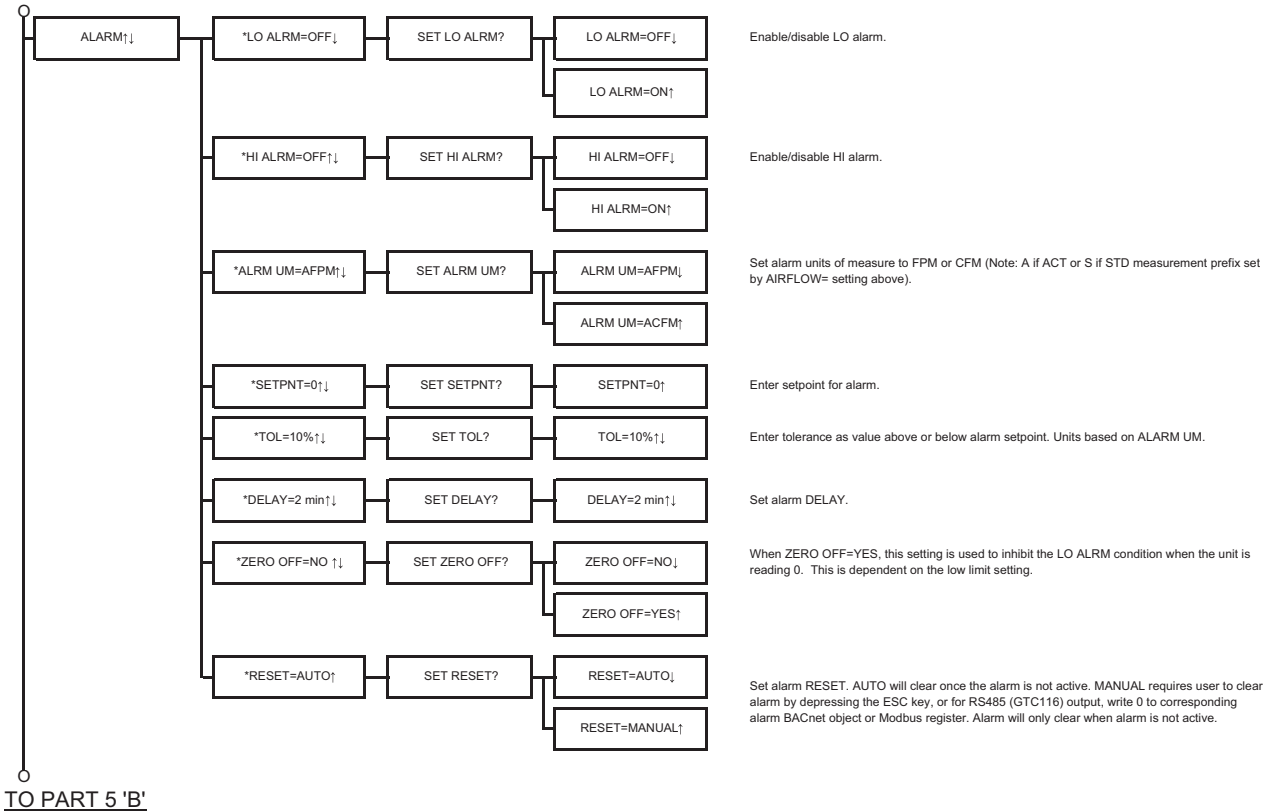 O
ALARM↑↓
*LO ALRM=OFF↓
SET LO ALRM?
LO ALRM=OFF↓
Enable/disable LO alarm.
LO ALRM=ON↑
*HI ALRM=OFF↑↓
SET HI ALRM?
HI ALRM=OFF↓
Enable/disable HI alarm.
HI ALRM=ON↑
*ALRM UM=AFPM↑↓
SET ALRM UM?
ALRM UM=AFPM↓
Set alarm units of measure to FPM or CFM (Note: A if ACT or S if STD measurement prefix set
by AIRFLOW= setting above).
ALRM UM=ACFM↑
*SETPNT=0↑↓
SET SETPNT?
SETPNT=0↑
Enter setpoint for alarm.
*TOL=10%↑↓
SET TOL?
TOL=10%↑↓
Enter tolerance as value above or below alarm setpoint. Units based on ALARM UM.
*DELAY=2 min↑↓
SET DELAY?
DELAY=2 min↑↓
Set alarm DELAY.
*ZERO OFF=NO ↑↓
SET ZERO OFF?
ZERO OFF=NO↓
When ZERO OFF=YES, this setting is used to inhibit the LO ALRM condition when the unit is
reading 0.  This is dependent on the low limit setting.
ZERO OFF=YES↑
*RESET=AUTO↑
SET RESET?
RESET=AUTO↓
Set alarm RESET. AUTO will clear once the alarm is not active. MANUAL requires user to clear
alarm by depressing the ESC key, or for RS485 (GTC116) output, write 0 to corresponding
alarm BACnet object or Modbus register. Alarm will only clear when alarm is not active.
RESET=MANUAL↑
O
TO PART 5 'B'